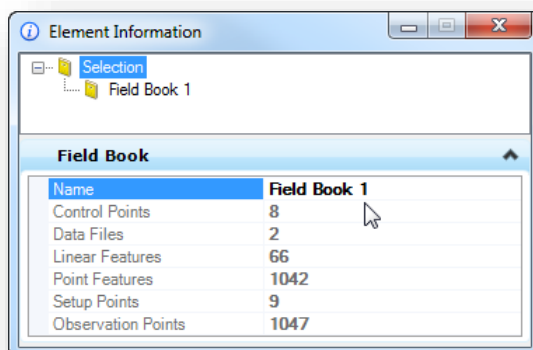 Element Information
Selection
Field Book 1
Field Book
Name Field Book 1
Control Points 8
Data Files 2
Linear Features 66
Point Features 1042
Setup Points 9
Observation Points 1047